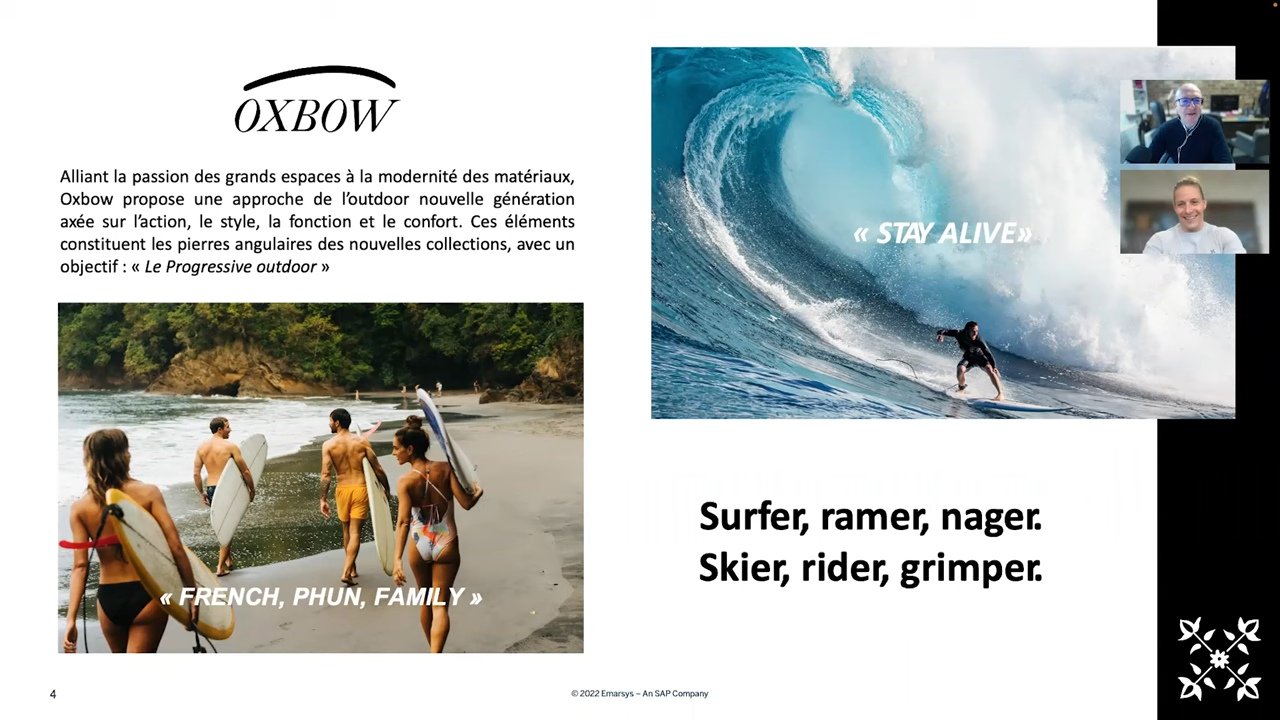 OXBOW
Alliant la passion des grands espaces à la modernité des matériaux,
Oxbow propose une approche de l’outdoor nouvelle génération
axée sur l’action, le style, la fonction et le confort. Ces éléments
constituent les pierres angulaires des nouvelles collections, avec un
objectif : « Le Progressive outdoor »
« FRENCH, PHUN, FAMILY »
« STAY ALIVE»
Surfer, ramer, nager.
Skier, rider, grimper.
4
© 2022 Emarsys – An SAP Company